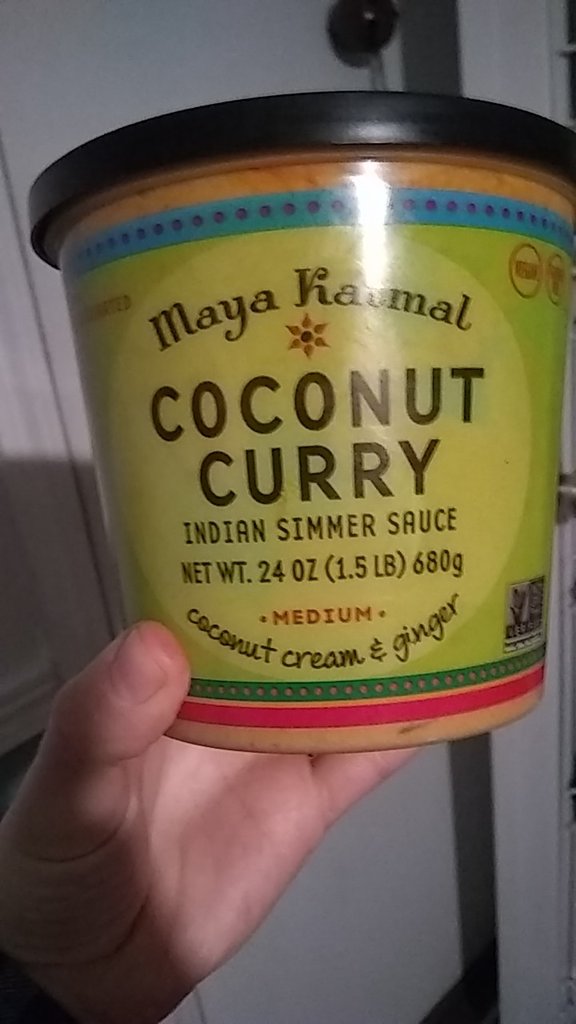 Maya Kaimal
COCONUT
CURRY
INDIAN SIMMER SAUCE
NET WT. 24 OZ (1.5 LB) 680g
• MEDIUM •
coconut cream & ginger